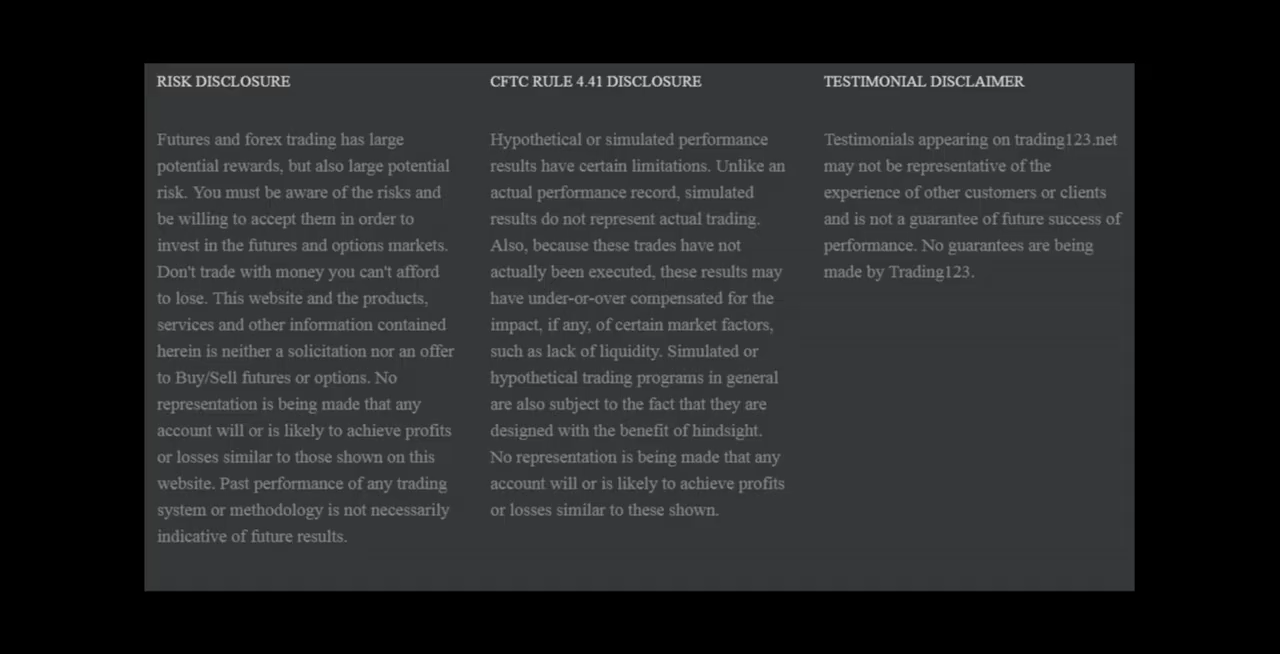 RISK DISCLOSURE
Futures and forex trading has large
potential rewards, but also large potential
risk. You must be aware of the risks and
be willing to accept them in order to
invest in the futures and options markets.
Don't trade with money you can't afford
to lose. This website and the products,
services and other information contained
herein is neither a solicitation nor an offer
to Buy/Sell futures or options. No
representation is being made that any
account will or is likely to achieve profits
or losses similar to those shown on this
website. Past performance of any trading
system or methodology is not necessarily
indicative of future results.
CFTC RULE 4.41 DISCLOSURE
Hypothetical or simulated performance
results have certain limitations. Unlike an
actual performance record, simulated
results do not represent actual trading.
Also, because these trades have not
actually been executed, these results may
have under-or-over compensated for the
impact, if any, of certain market factors,
such as lack of liquidity. Simulated or
hypothetical trading programs in general
are also subject to the fact that they are
designed with the benefit of hindsight.
No representation is being made that any
account will or is likely to achieve profits
or losses similar to these shown.
TESTIMONIAL DISCLAIMER
Testimonials appearing on trading123.net
may not be representative of the
experience of other customers or clients
and is not a guarantee of future success of
performance. No guarantees are being
made by Trading123.